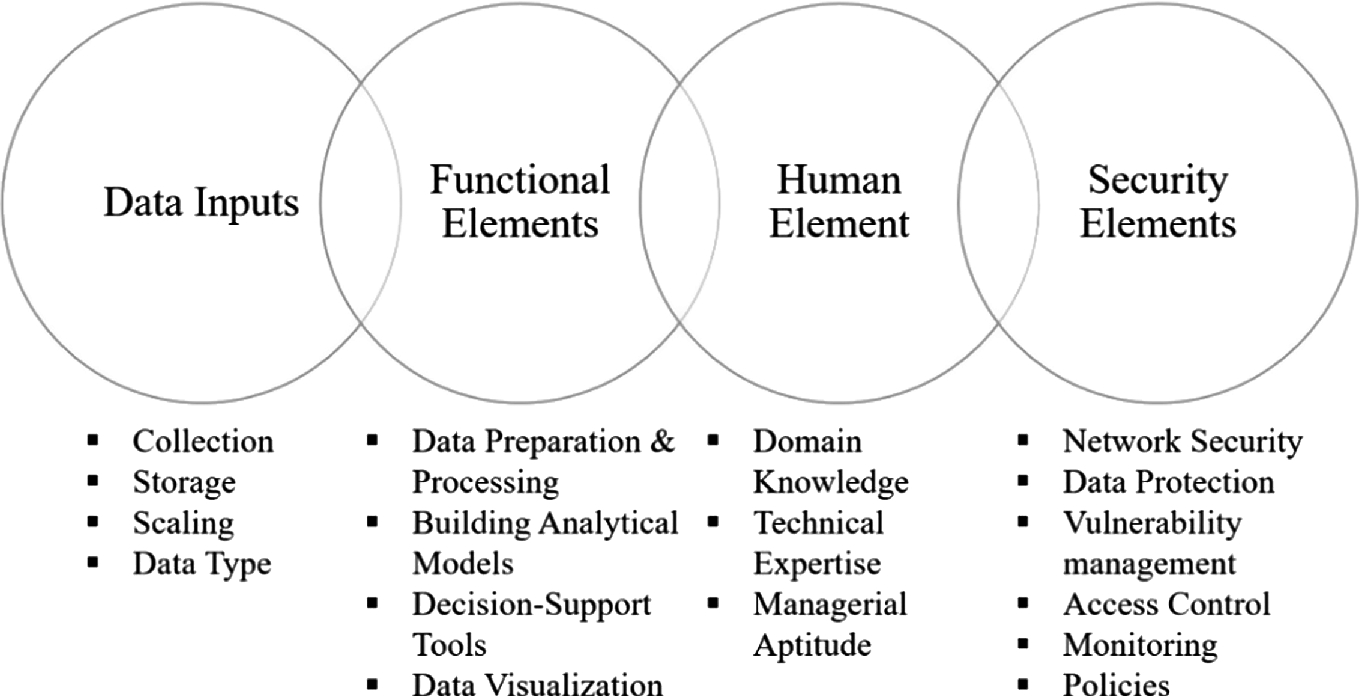 Data Inputs
Functional
Elements
Human
Element
Security
Elements
▪ Collection
▪ Storage
▪ Scaling
▪ Data Type
▪ Data Preparation &
Processing
▪ Building Analytical
Models
▪ Decision-Support
Tools
▪ Data Visualization
▪ Domain
Knowledge
▪ Technical
Expertise
▪ Managerial
Aptitude
▪ Network Security
▪ Data Protection
▪ Vulnerability
management
▪ Access Control
▪ Monitoring
▪ Policies